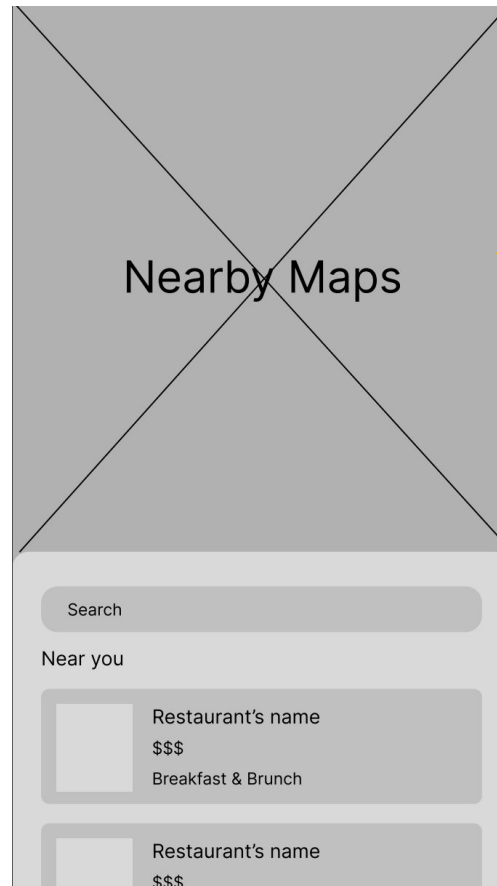 Nearby Maps
Search
Near you
Restaurant’s name
$$$
Breakfast & Brunch
Restaurant’s name
$$$